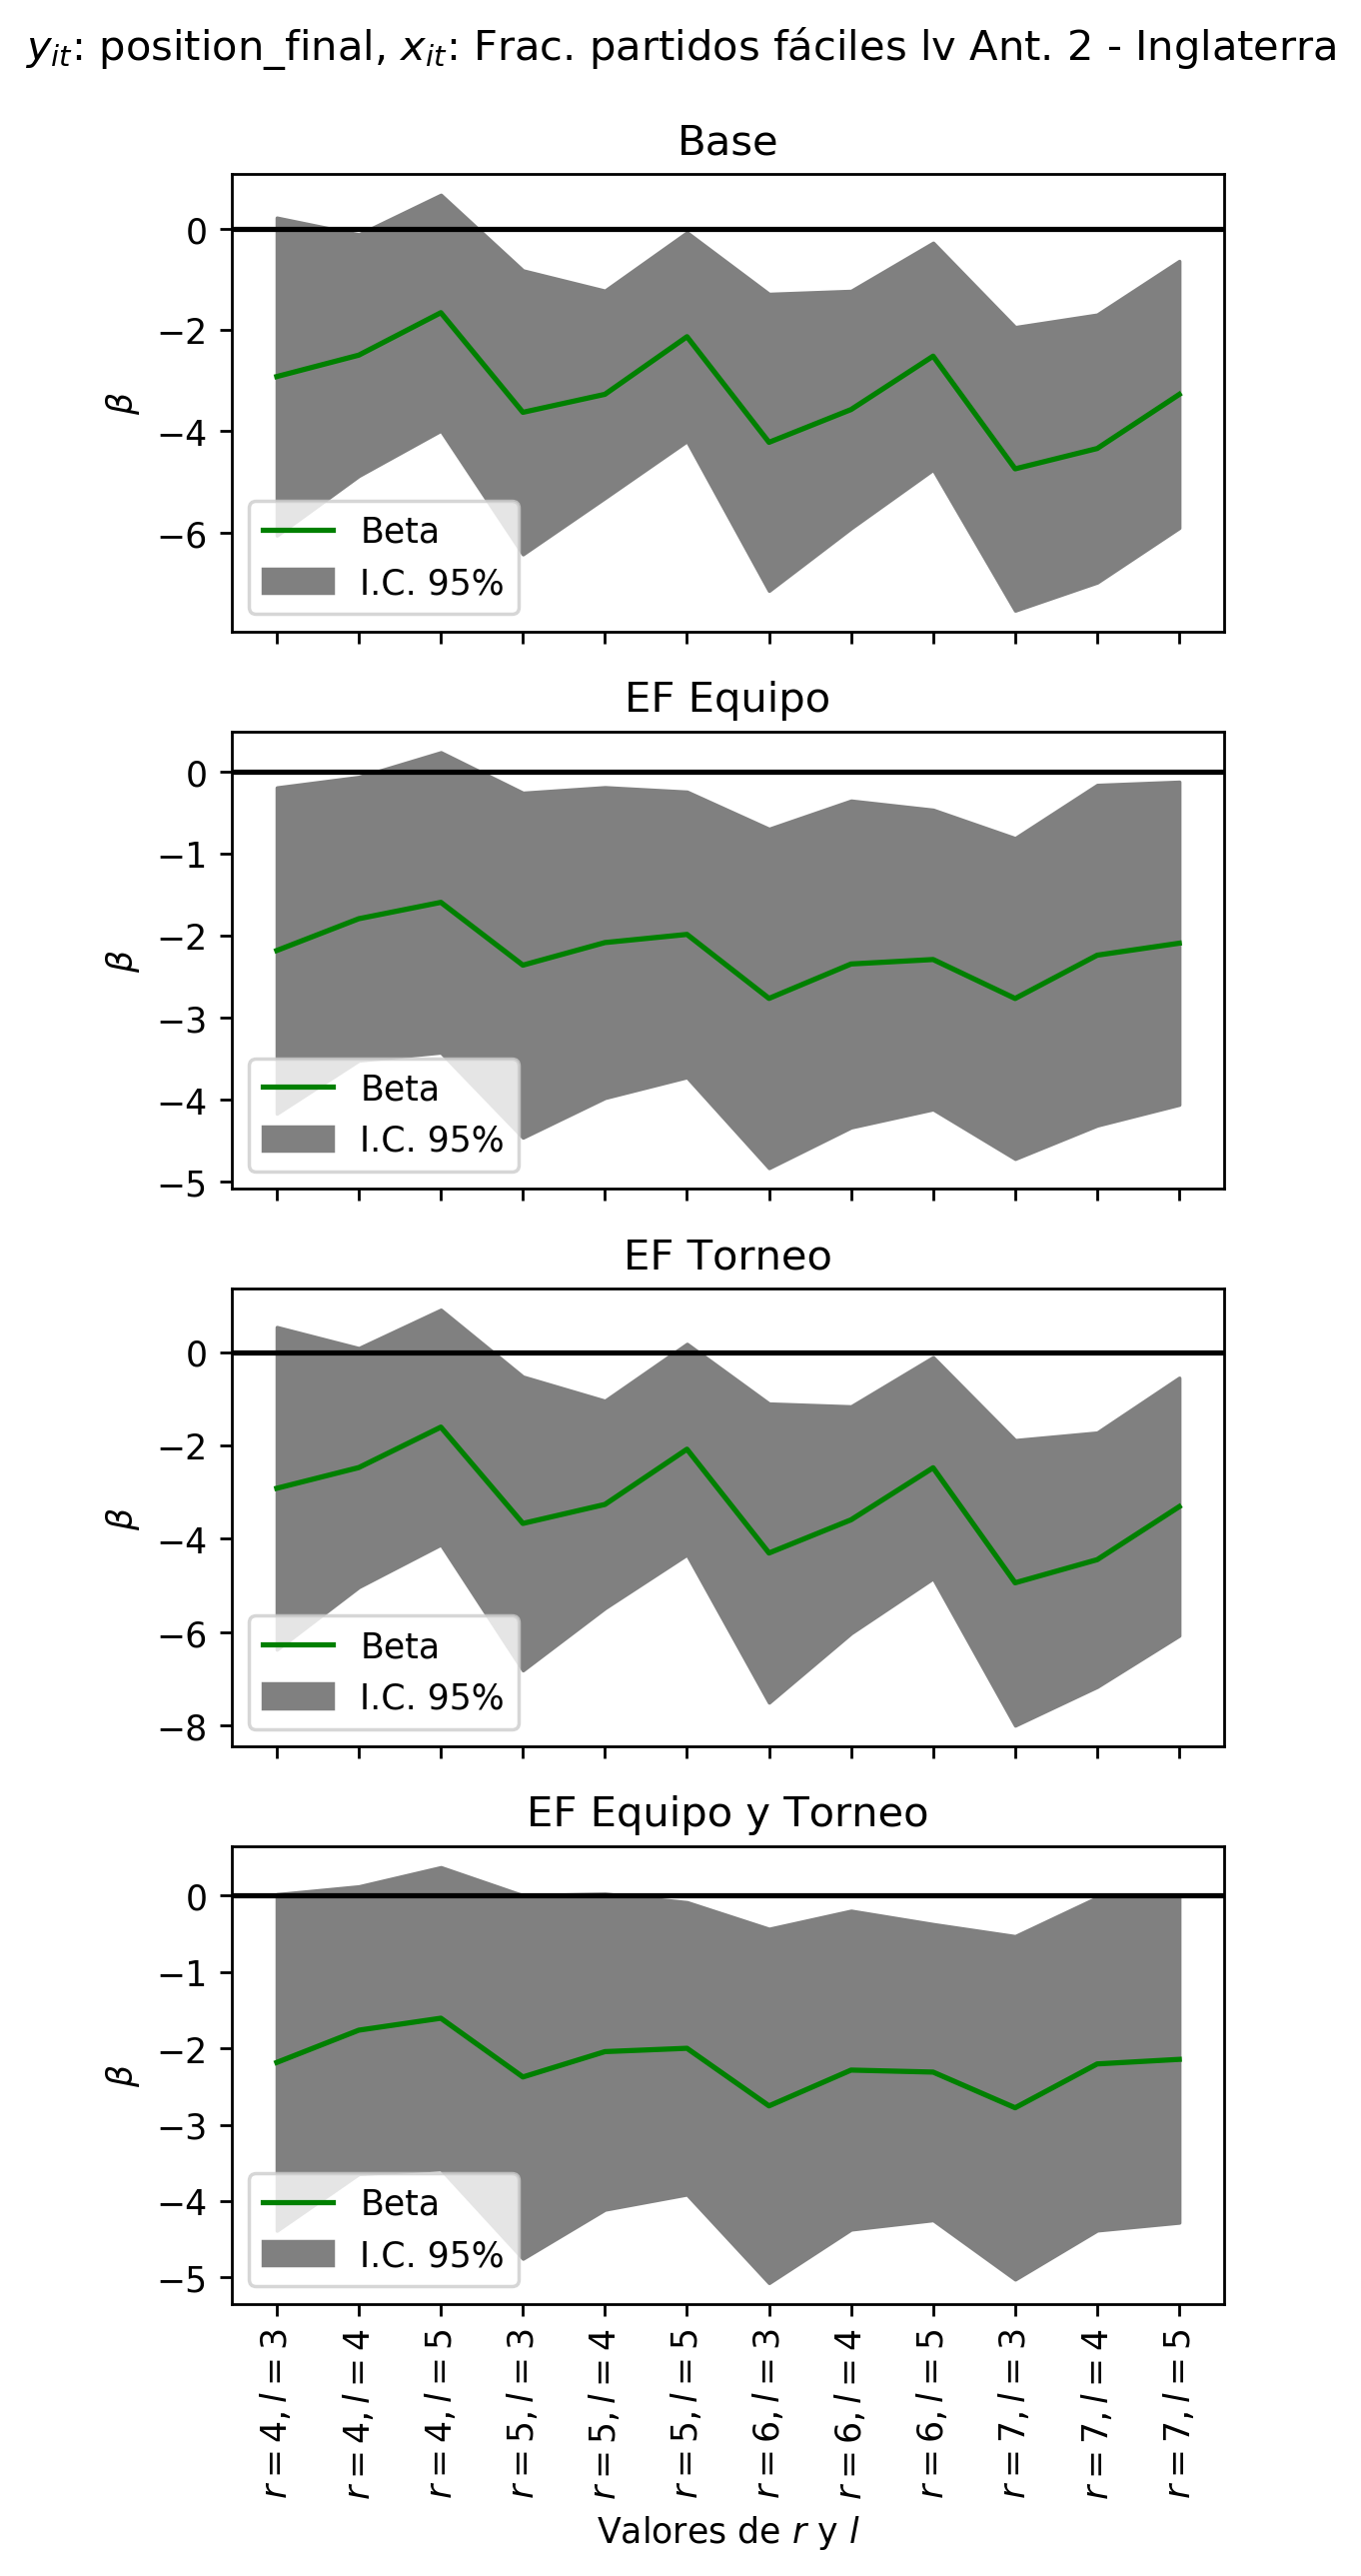 y_it: position_final, x_it: Frac. partidos fáciles lv Ant. 2 - Inglaterra
Base
0
−2
−4
−6
β
Beta
I.C. 95%
EF Equipo
0
−1
−2
−3
−4
−5
β
Beta
I.C. 95%
EF Torneo
0
−2
−4
−6
−8
β
Beta
I.C. 95%
EF Equipo y Torneo
0
−1
−2
−3
−4
−5
β
Beta
I.C. 95%
r = 4, l = 3
r = 4, l = 4
r = 4, l = 5
r = 5, l = 3
r = 5, l = 4
r = 5, l = 5
r = 6, l = 3
r = 6, l = 4
r = 6, l = 5
r = 7, l = 3
r = 7, l = 4
r = 7, l = 5
Valores de r y l